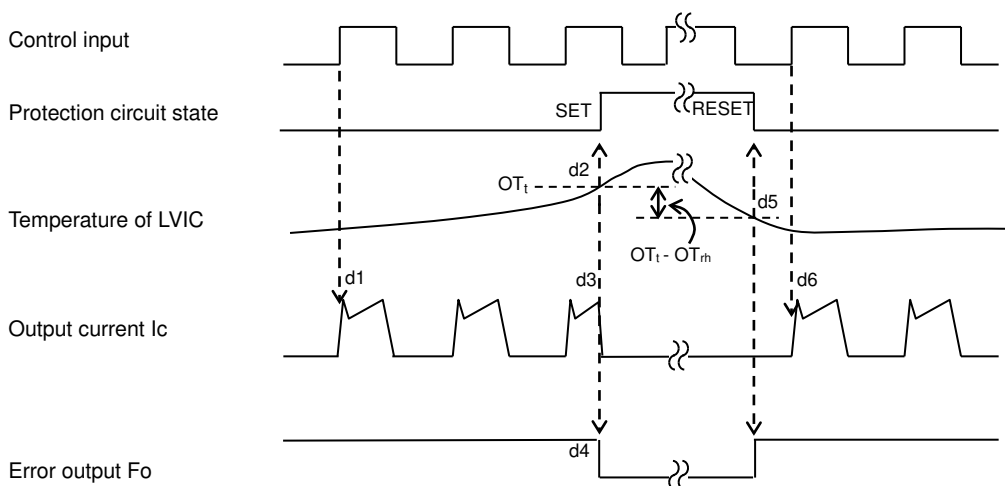 Control input
Protection circuit state
SET
RESET
d2
OTt
d5
Temperature of LVIC
OTt - OTrh
d1
d3
d6
Output current Ic
d4
Error output Fo